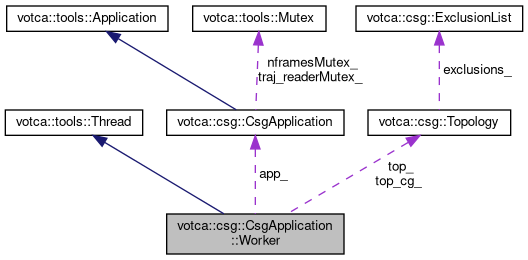 votca::tools::Application
votca::tools::Mutex
votca::csg::ExclusionList
nframesMutex_
traj_readerMutex_
exclusions_
votca::tools::Thread
votca::csg::CsgApplication
votca::csg::Topology
app_
top_
top_cg_
votca::csg::CsgApplication
::Worker